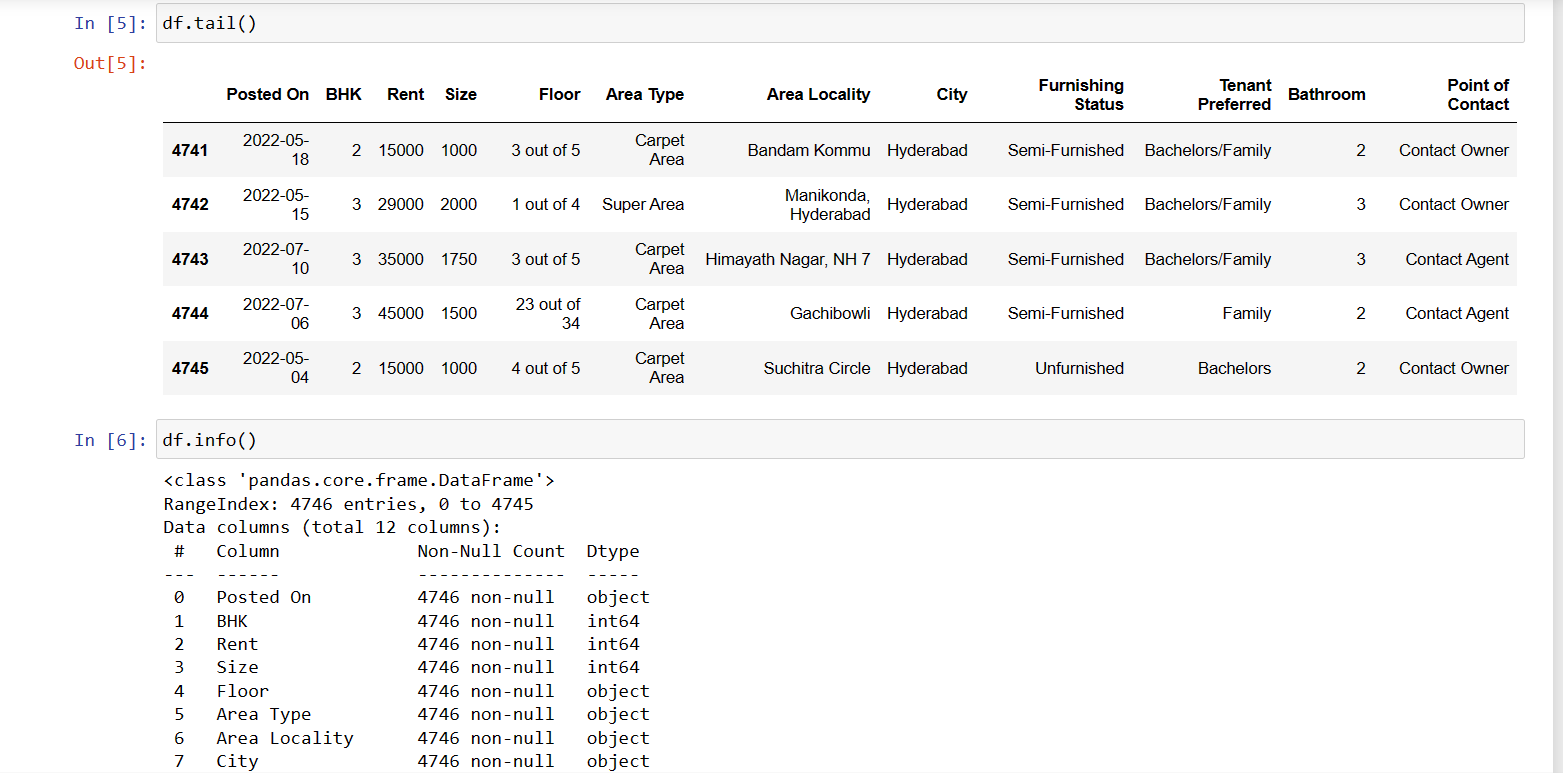 In [5]: df.tail()
Out[5]:
Posted On BHK Rent Size Floor Area Type Area Locality City Furnishing Status Tenant Preferred Bathroom Point of Contact
4741 2022-05-18 2 15000 1000 3 out of 5 Carpet Area Bandam Kommu Hyderabad Semi-Furnished Bachelors/Family 2 Contact Owner
4742 2022-05-15 3 29000 2000 1 out of 4 Super Area Manikonda, Hyderabad Hyderabad Semi-Furnished Bachelors/Family 3 Contact Owner
4743 2022-07-10 3 35000 1750 3 out of 5 Carpet Area Himayath Nagar, NH 7 Hyderabad Semi-Furnished Bachelors/Family 3 Contact Agent
4744 2022-07-06 3 45000 1500 23 out of 34 Carpet Area Gachibowli Hyderabad Semi-Furnished Family 2 Contact Agent
4745 2022-05-04 2 15000 1000 4 out of 5 Carpet Area Suchitra Circle Hyderabad Unfurnished Bachelors 2 Contact Owner
In [6]: df.info()
<class 'pandas.core.frame.DataFrame'>
RangeIndex: 4746 entries, 0 to 4745
Data columns (total 12 columns):
# Column Non-Null Count Dtype
--- ------ -------------- -----
0 Posted On 4746 non-null object
1 BHK 4746 non-null int64
2 Rent 4746 non-null int64
3 Size 4746 non-null int64
4 Floor 4746 non-null object
5 Area Type 4746 non-null object
6 Area Locality 4746 non-null object
7 City 4746 non-null object